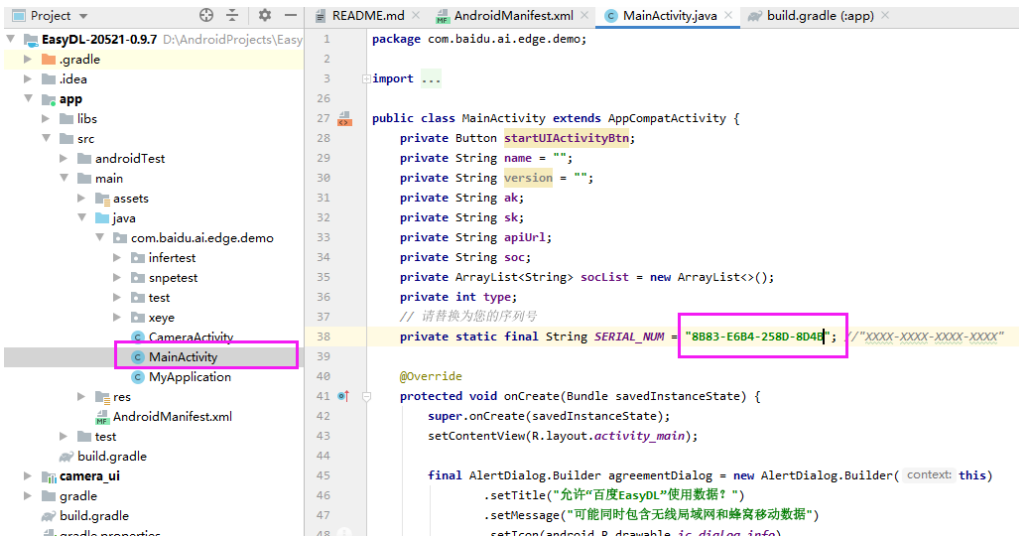 Project
README.md
AndroidManifest.xml
MainActivity.java
build.gradle (:app)
EasyDL-20521-0.9.7 D:\AndroidProjects\Easy
.gradle
.idea
app
libs
src
androidTest
main
assets
java
com.baidu.ai.edge.demo
infertest
snpetest
test
xeye
CameraActivity
MainActivity
MyApplication
res
AndroidManifest.xml
test
build.gradle
camera_ui
gradle
build.gradle
gradle.properties
1 package com.baidu.ai.edge.demo;
2
3 import ...
26
27 public class MainActivity extends AppCompatActivity {
28 private Button startUIActivityBtn;
29 private String name = "";
30 private String version = "";
31 private String ak;
32 private String sk;
33 private String apiUrl;
34 private String soc;
35 private ArrayList<String> socList = new ArrayList<>();
36 private int type;
37 // 请替换为您的序列号
38 private static final String SERIAL_NUM = "8B83-E6B4-258D-8D4B"; //"XXXX-XXXX-XXXX-XXXX"
39
40 @Override
41 protected void onCreate(Bundle savedInstanceState) {
42 super.onCreate(savedInstanceState);
43 setContentView(R.layout.activity_main);
44
45 final AlertDialog.Builder agreementDialog = new AlertDialog.Builder( context: this)
46 .setTitle("允许“百度EasyDL”使用数据?")
47 .setMessage("可能同时包含无线局域网和蜂窝移动数据")
48 .setIcon(android.R.drawable.ic_dialog_info)